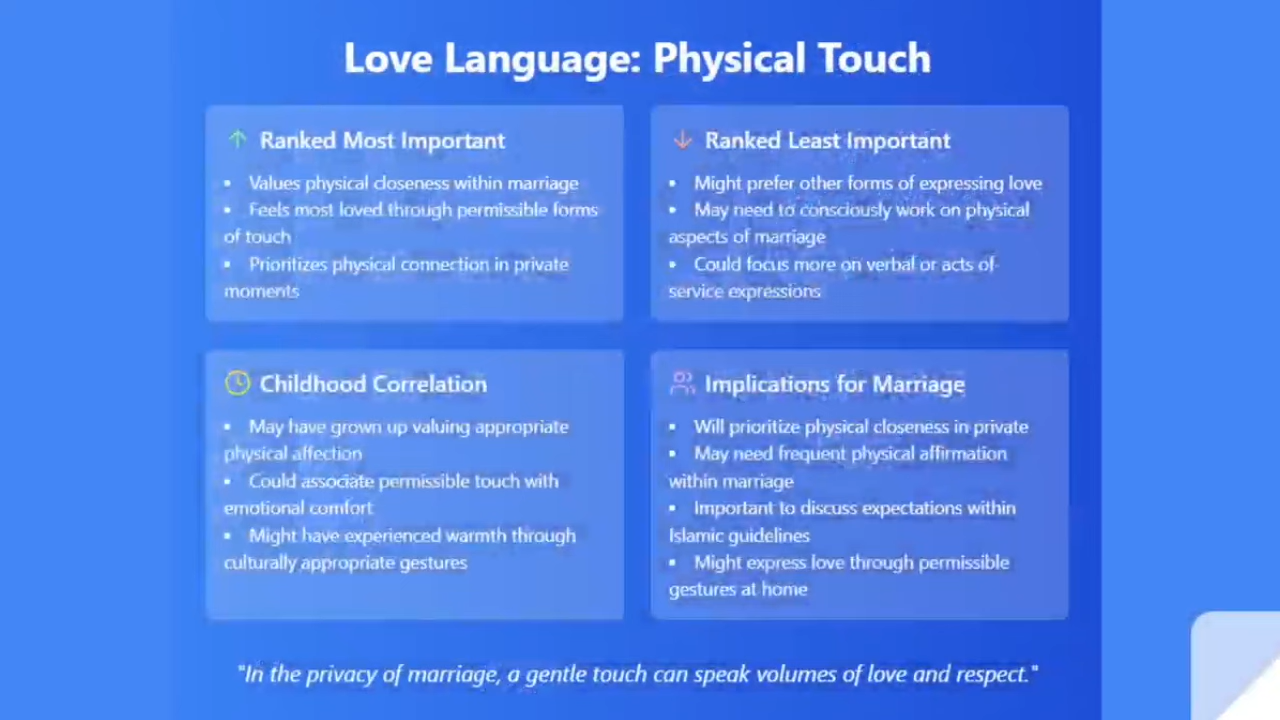 Love Language: Physical Touch
Ranked Most Important
• Values physical closeness within marriage
• Feels most loved through permissible forms
of touch
• Prioritizes physical connection in private
moments
Ranked Least Important
• Might prefer other forms of expressing love
• May need to consciously work on physical
aspects of marriage
• Could focus more on verbal or acts of
service expressions
Childhood Correlation
• May have grown up valuing appropriate
physical affection
• Could associate permissible touch with
emotional comfort
• Might have experienced warmth through
culturally appropriate gestures
Implications for Marriage
• Will prioritize physical closeness in private
• May need frequent physical affirmation
within marriage
• Important to discuss expectations within
Islamic guidelines
• Might express love through permissible
gestures at home
"In the privacy of marriage, a gentle touch can speak volumes of love and respect."